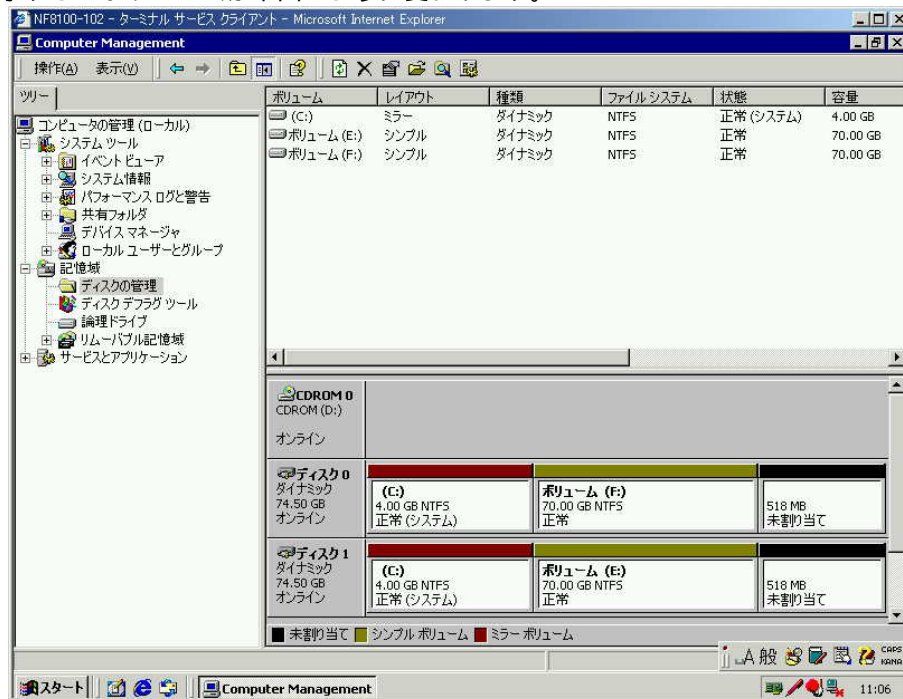 NF8100-102 - ターミナル サービス クライアント - Microsoft Internet Explorer
Computer Management
操作(A) 表示(V)
ツリー
コンピュータの管理 (ローカル)
システム ツール
イベント ビューア
システム情報
パフォーマンス ログと警告
共有フォルダ
デバイス マネージャ
ローカル ユーザーとグループ
記憶域
ディスクの管理
ディスク デフラグ ツール
論理ドライブ
リムーバブル記憶域
サービスとアプリケーション
ボリューム レイアウト 種類 ファイル システム 状態 容量
(C:) ミラー ダイナミック NTFS 正常 (システム) 4.00 GB
ボリューム (E:) シンプル ダイナミック NTFS 正常 70.00 GB
ボリューム (F:) シンプル ダイナミック NTFS 正常 70.00 GB
CDROM 0
CDROM (D:)
オンライン
ディスク 0
ダイナミック
74.50 GB
オンライン
(C:)
4.00 GB NTFS
正常 (システム)
ボリューム (F:)
70.00 GB NTFS
正常
518 MB
未割り当て
ディスク 1
ダイナミック
74.50 GB
オンライン
(C:)
4.00 GB NTFS
正常 (システム)
ボリューム (E:)
70.00 GB NTFS
正常
518 MB
未割り当て
未割り当て シンプル ボリューム ミラー ボリューム
A 般 CAPS
KANA
スタート Computer Management 11:06